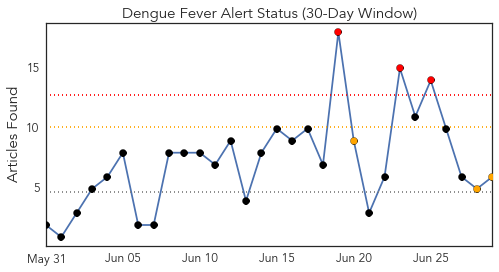 Dengue Fever Alert Status (30-Day Window)
Articles Found
15
10
5
May 31
Jun 05
Jun 10
Jun 15
Jun 20
Jun 25